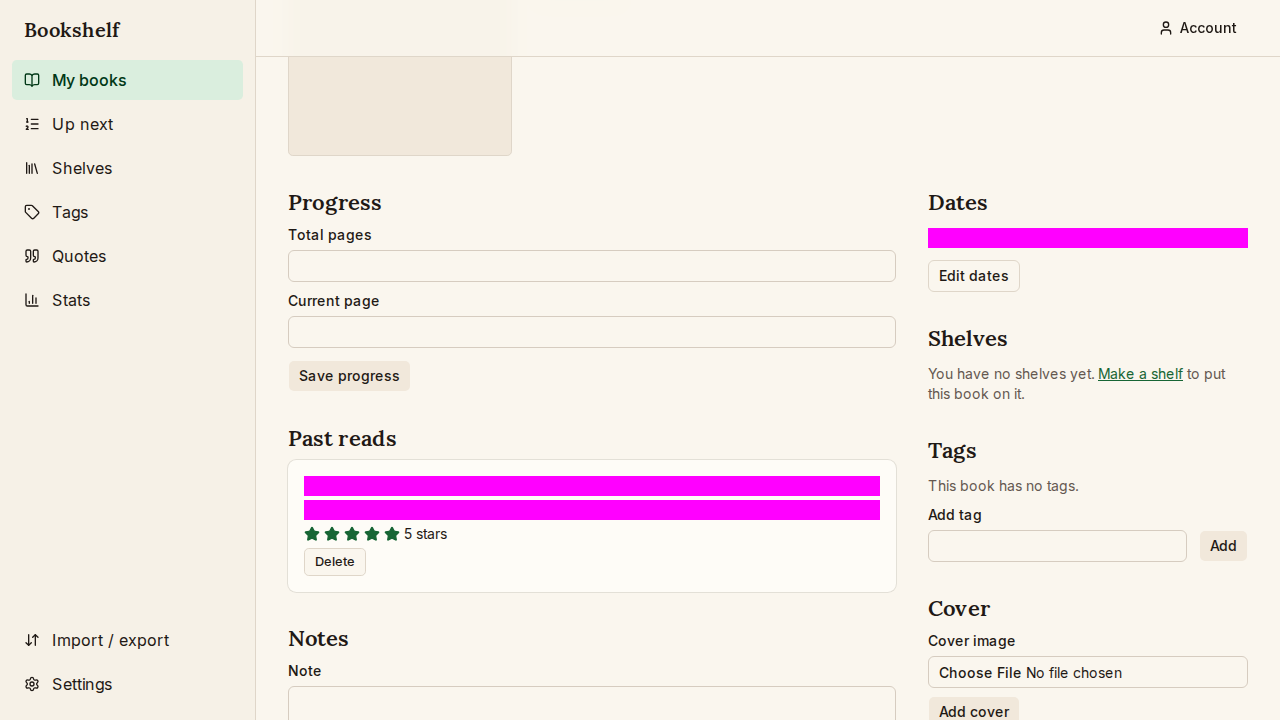 Bookshelf
My books
Up next
Shelves
Tags
Quotes
Stats
Import / export
Settings
Account
Progress
Total pages
Current page
Save progress
Past reads
5 stars
Delete
Notes
Note
Dates
Edit dates
Shelves
You have no shelves yet. Make a shelf to put
this book on it.
Tags
This book has no tags.
Add tag
Add
Cover
Cover image
Choose File No file chosen
Add cover